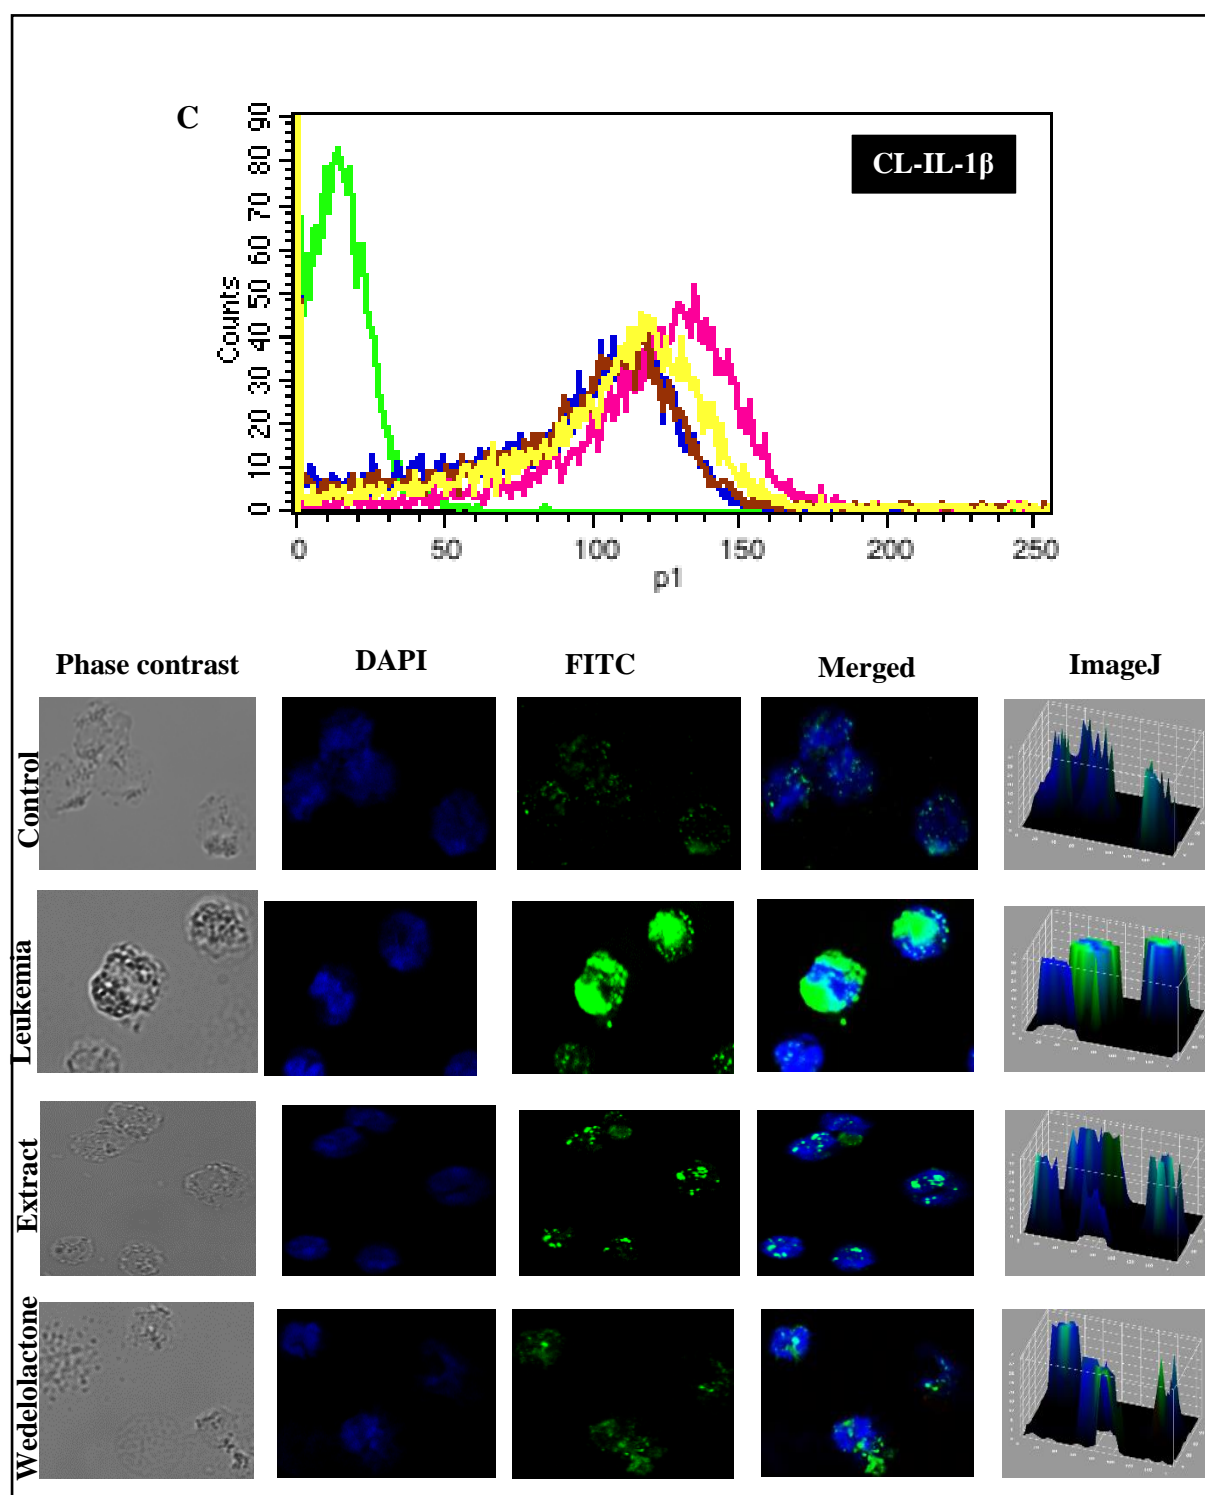 C
CL-IL-1β
Counts
90
80
70
60
50
40
30
20
10
0
0 50 100 150 200 250
p1
Phase contrast DAPI FITC Merged ImageJ
Control
Leukemia
Extract
Wedelolactone